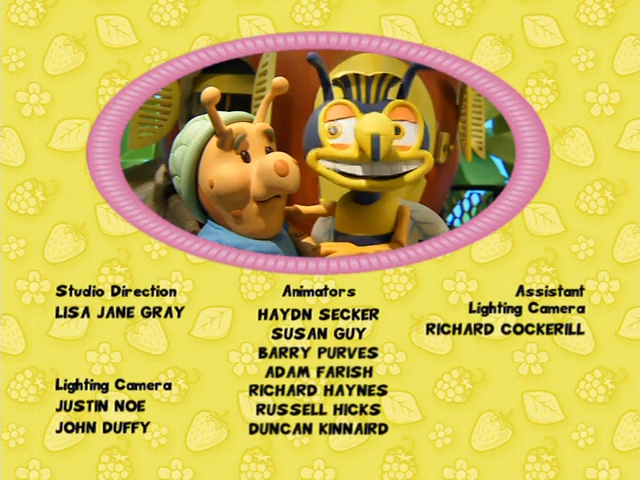 Studio Direction
LISA JANE GRAY
Lighting Camera
JUSTIN NOE
JOHN DUFFY
Animators
HAYDN SECKER
SUSAN GUY
BARRY PURVES
ADAM FARISH
RICHARD HAYNES
RUSSELL HICKS
DUNCAN KINNAIRD
Assistant
Lighting Camera
RICHARD COCKERILL